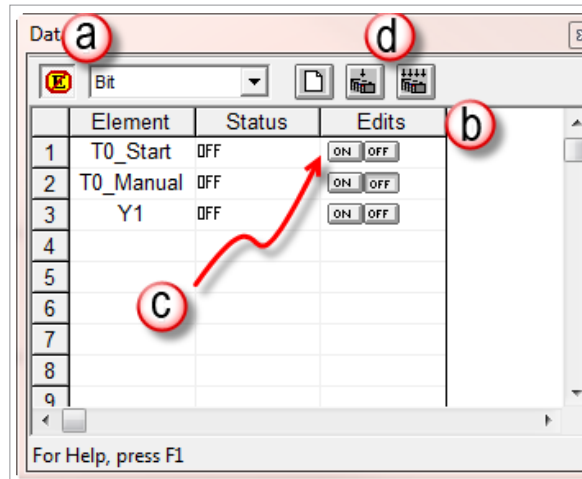 Dat
a
d
E
Bit
Element Status Edits
b
1 T0_Start OFF ON OFF
2 T0_Manual OFF ON OFF
3 Y1 OFF ON OFF
4
5
6
c
7
8
9
For Help, press F1